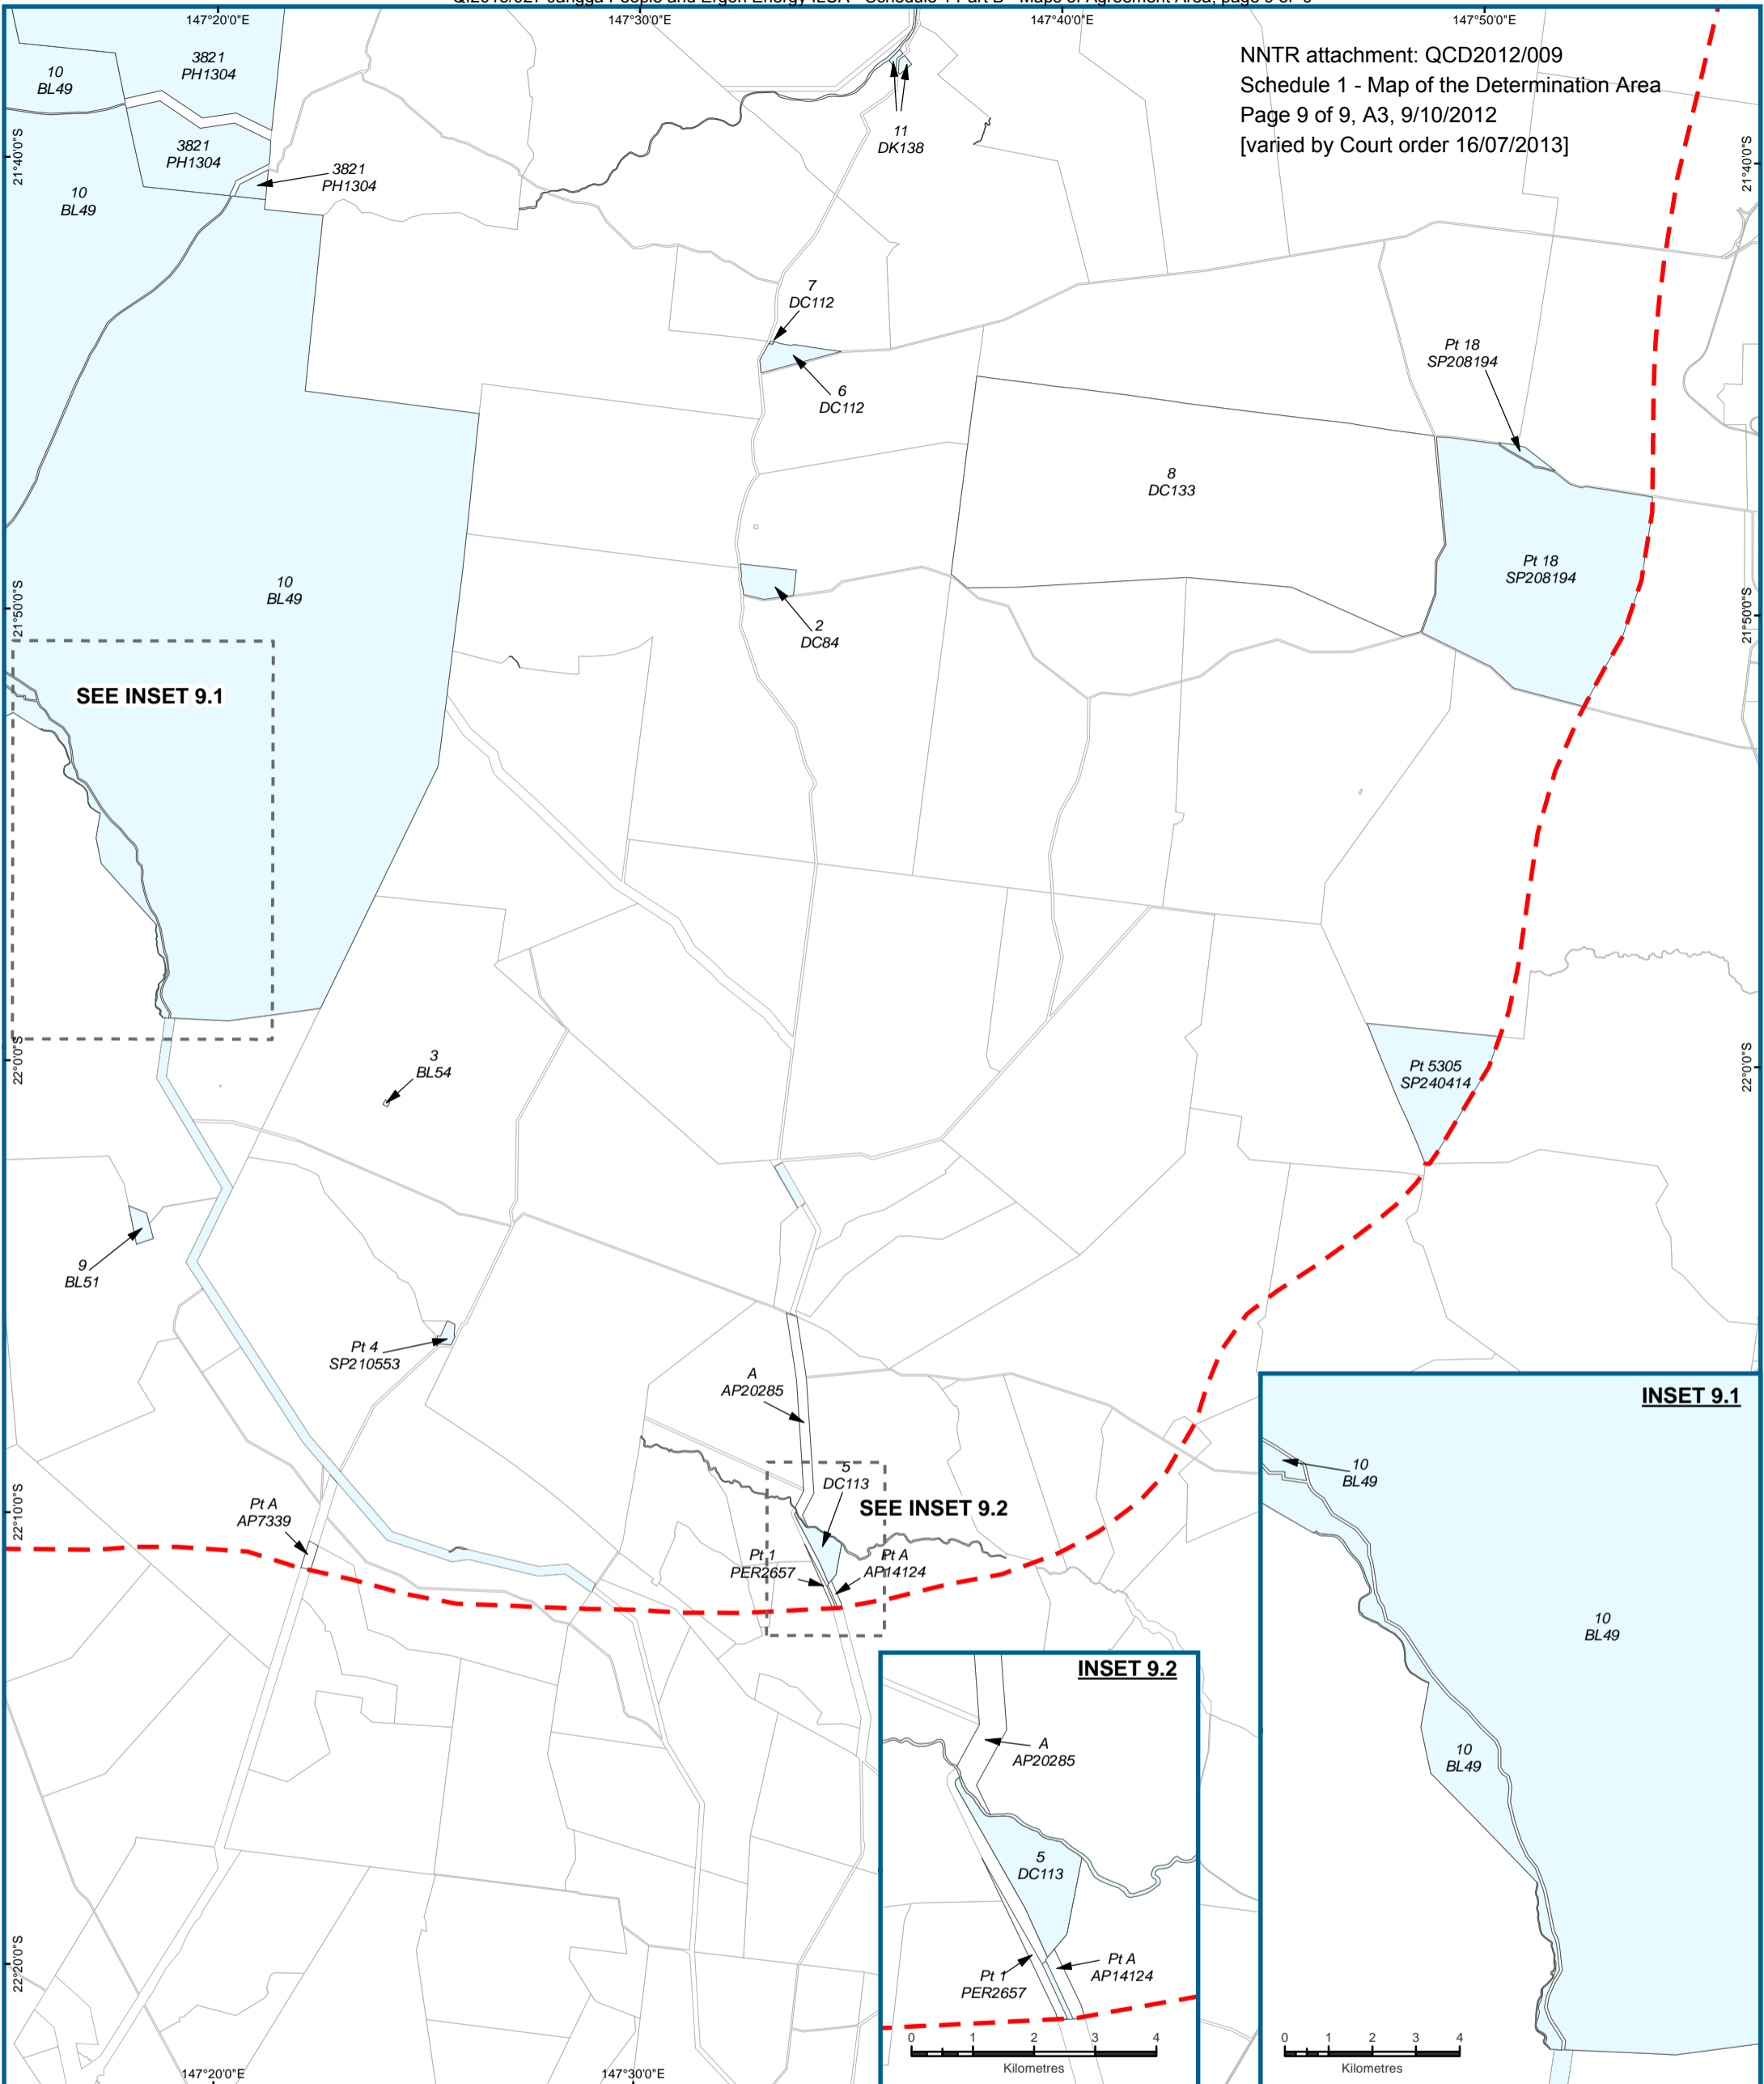 147°20'0"E
147°30'0"E
147°40'0"E
147°50'0"E
NNTR attachment: QCD2012/009
Schedule 1 - Map of the Determination Area
Page 9 of 9, A3, 9/10/2012
[varied by Court order 16/07/2013]
3821
PH1304
10
BL49
11
DK138
3821
PH1304
21°40'0"S
21°40'0"S
3821
PH1304
10
BL49
7
DC112
Pt 18
SP208194
6
DC112
8
DC133
Pt 18
SP208194
10
BL49
21°50'0"S
21°50'0"S
2
DC84
SEE INSET 9.1
22°0'0"S
22°0'0"S
3
BL54
Pt 5305
SP240414
9
BL51
Pt 4
SP210553
A
AP20285
5
DC113
SEE INSET 9.2
22°10'0"S
Pt A
AP7339
Pt 1
PER2657
Pt A
AP14124
INSET 9.1
10
BL49
10
BL49
10
BL49
0 1 2 3 4
Kilometres
INSET 9.2
A
AP20285
5
DC113
Pt A
AP14124
Pt 1
PER2657
0 1 2 3 4
Kilometres
22°20'0"S
147°20'0"E
147°30'0"E